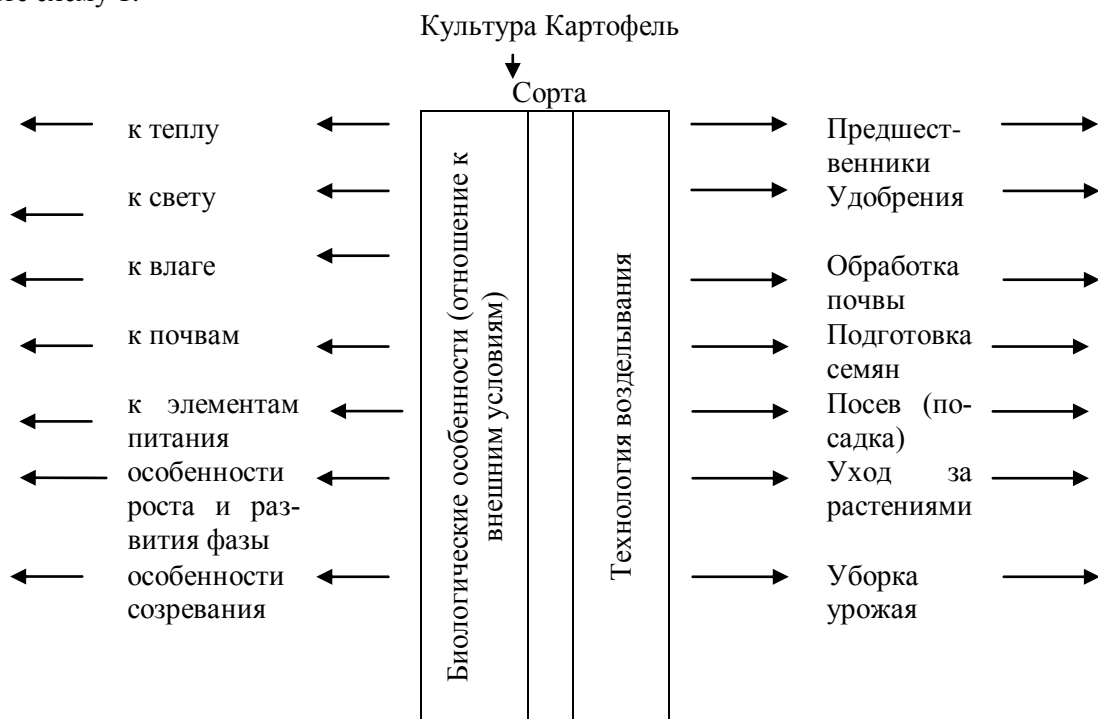 Культура Картофель
Сорта
к теплу
к свету
к влаге
к почвам
к элементам
питания
особенности
роста и раз-
вития фазы
особенности
созревания
Биологические особенности (отношение к
внешним условиям)
Технология возделывания
Предшест-
венники
Удобрения
Обработка
почвы
Подготовка
семян
Посев (по-
садка)
Уход за
растениями
Уборка
урожая